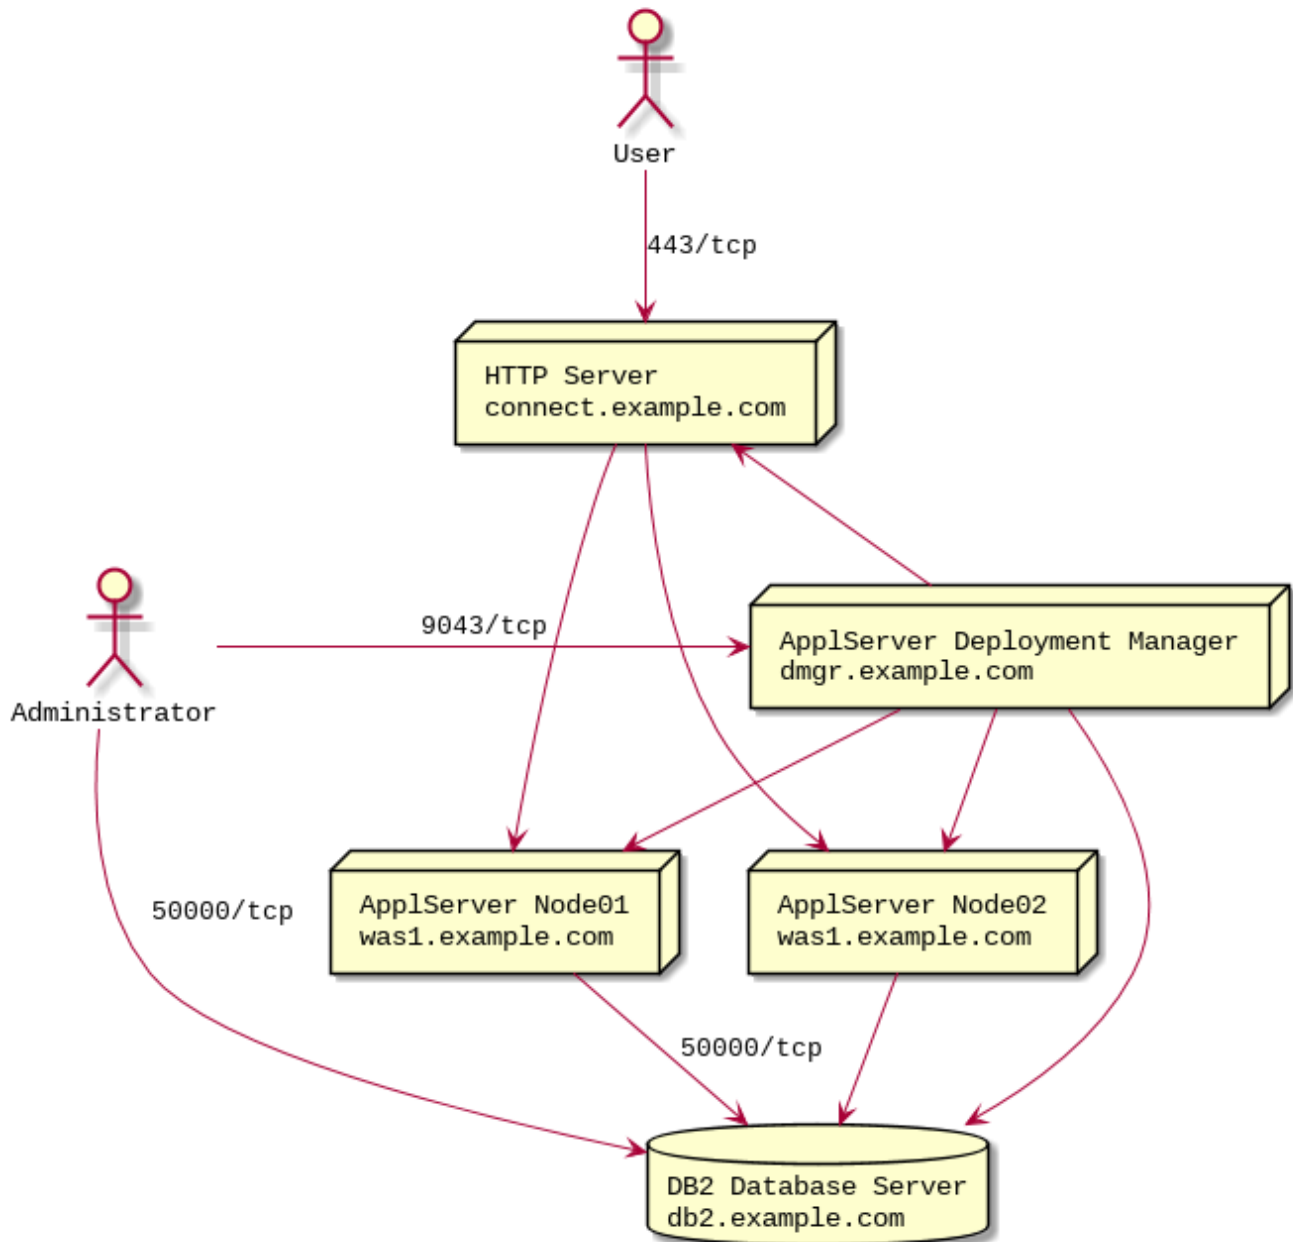 User
443/tcp
HTTP Server
connect.example.com
9043/tcp
ApplServer Deployment Manager
dmgr.example.com
Administrator
50000/tcp
ApplServer Node01
was1.example.com
ApplServer Node02
was1.example.com
50000/tcp
DB2 Database Server
db2.example.com